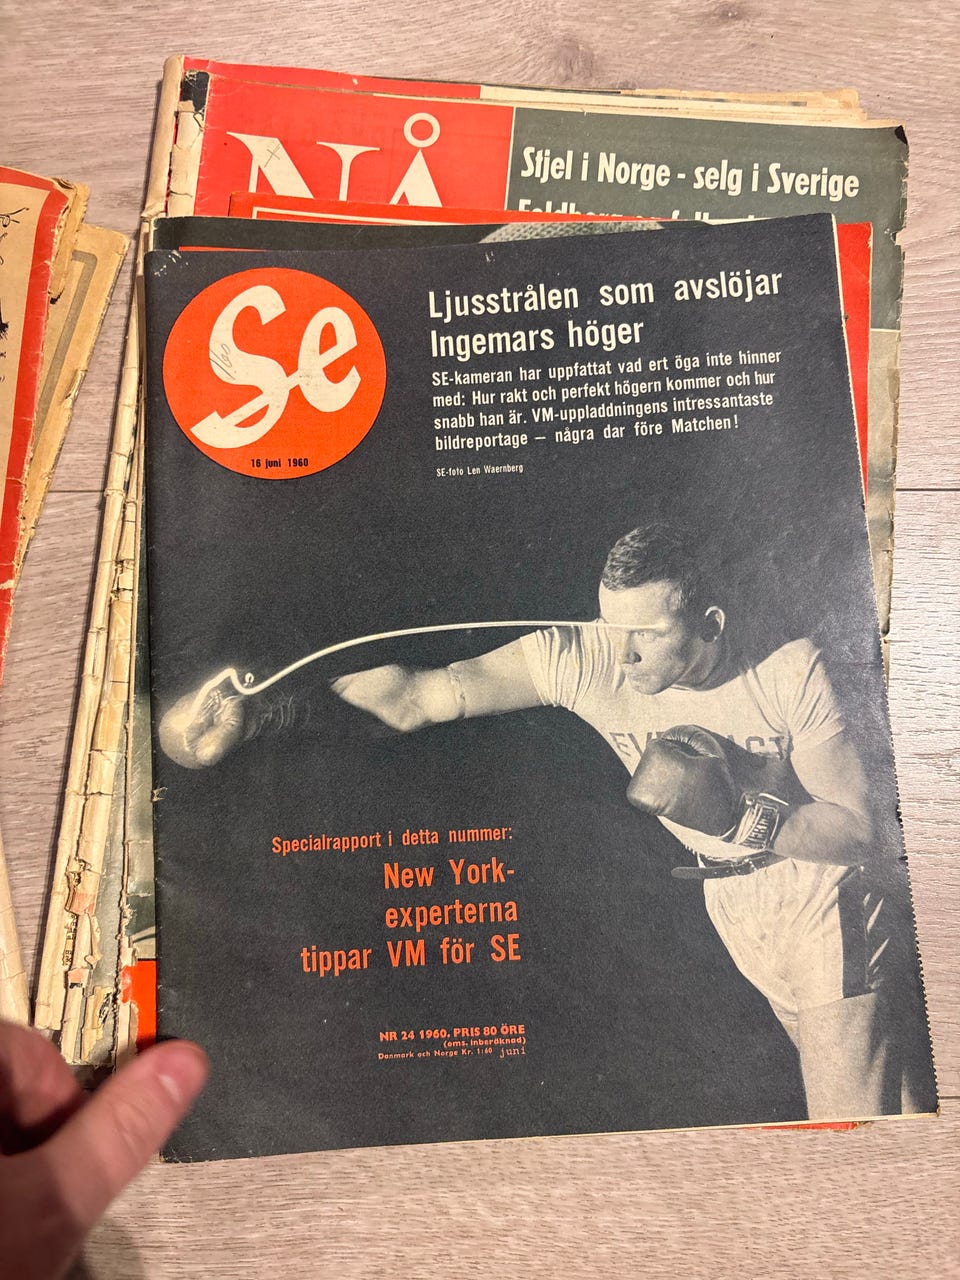 NÅ
Stjel i Norge - selg i Sverige
Se
16 juni 1960
Ljusstrålen som avslöjar
Ingemars höger
SE-kameran har uppfattat vad ert öga inte hinner
med: Hur rakt och perfekt högern kommer och hur
snabb han är. VM-uppladdningens intressantaste
bildreportage — några dar före Matchen!
SE-foto Len Waernberg
Specialrapport i detta nummer:
New York-
experterna
tippar VM för SE
NR 24 1960. PRIS 80 ÖRE
(oms. inberäknad)
Danmark och Norge Kr. 1:60 juni